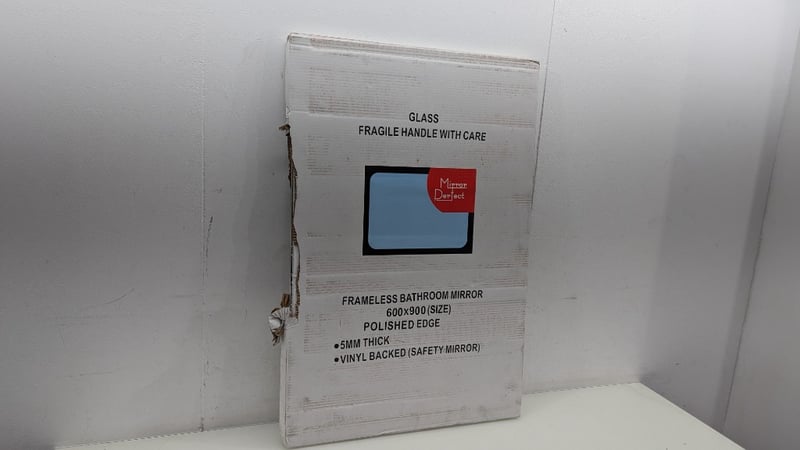 GLASS
FRAGILE HANDLE WITH CARE
Mirror
Perfect
FRAMELESS BATHROOM MIRROR
600x900(SIZE)
POLISHED EDGE
●5MM THICK
●VINYL BACKED (SAFETY MIRROR)